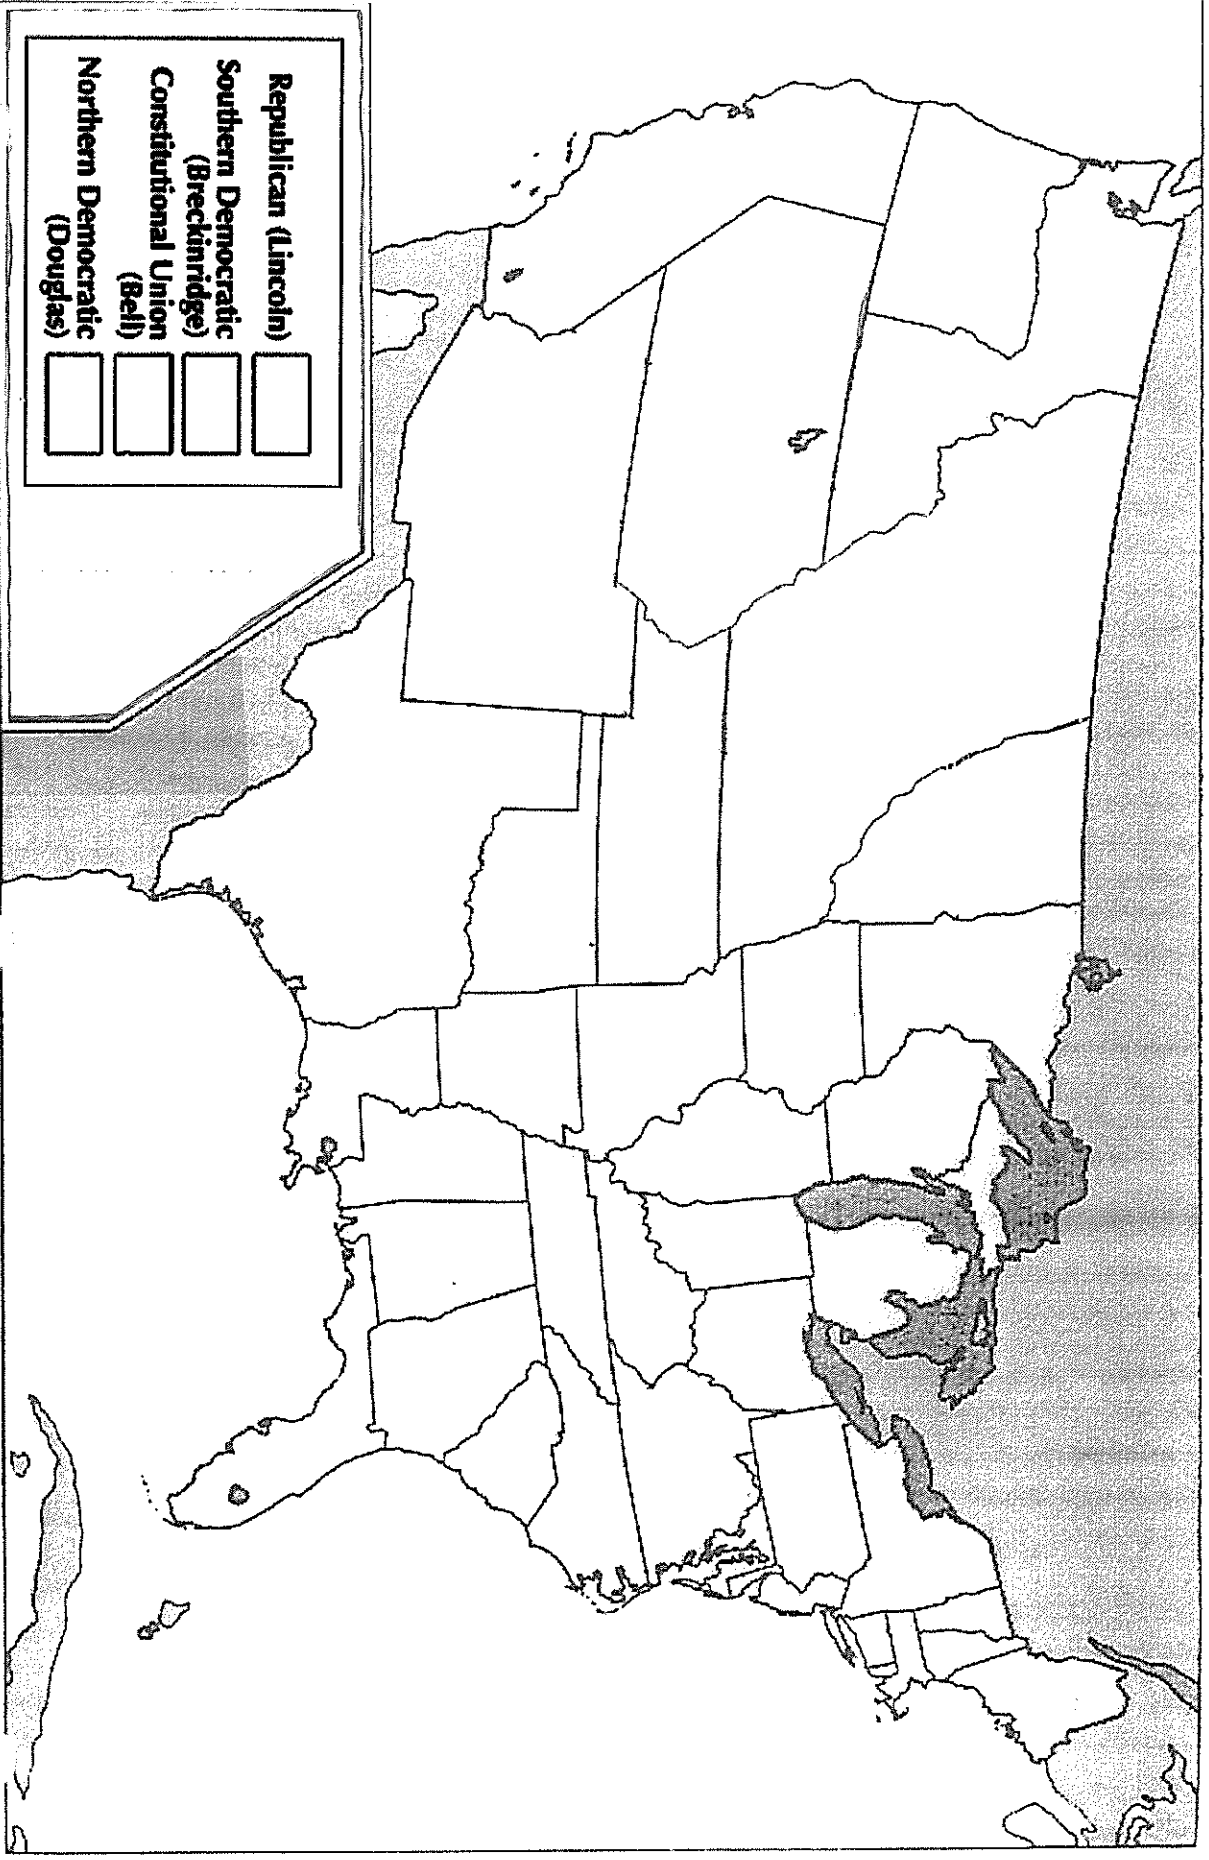 Republican (Lincoln)
Southern Democratic
(Breckinridge)
Constitutional Union
(Bell)
Northern Democratic
(Douglas)